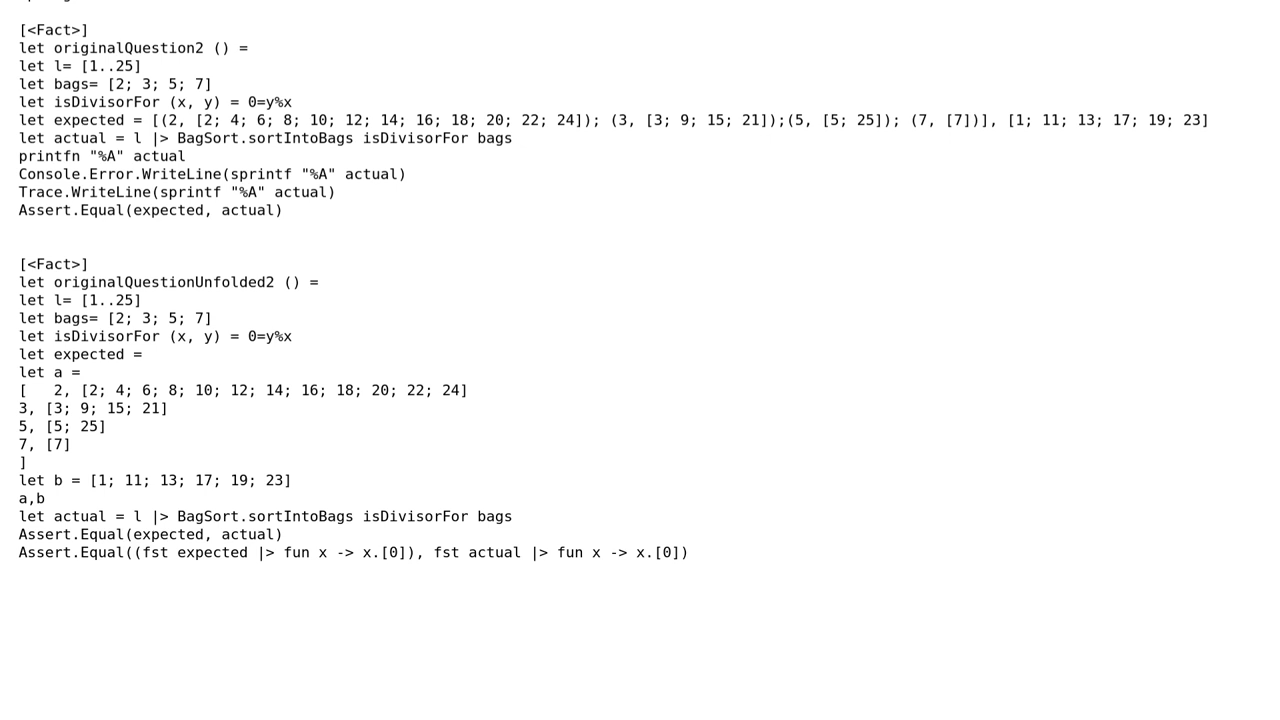 [<Fact>]
let originalQuestion2 () =
let l= [1..25]
let bags= [2; 3; 5; 7]
let isDivisorFor (x, y) = 0=y%x
let expected = [(2, [2; 4; 6; 8; 10; 12; 14; 16; 18; 20; 22; 24]); (3, [3; 9; 15; 21]);(5, [5; 25]); (7, [7])], [1; 11; 13; 17; 19; 23]
let actual = l |> BagSort.sortIntoBags isDivisorFor bags
printfn "%A" actual
Console.Error.WriteLine(sprintf "%A" actual)
Trace.WriteLine(sprintf "%A" actual)
Assert.Equal(expected, actual)
[<Fact>]
let originalQuestionUnfolded2 () =
let l= [1..25]
let bags= [2; 3; 5; 7]
let isDivisorFor (x, y) = 0=y%x
let expected =
let a =
[   2, [2; 4; 6; 8; 10; 12; 14; 16; 18; 20; 22; 24]
3, [3; 9; 15; 21]
5, [5; 25]
7, [7]
]
let b = [1; 11; 13; 17; 19; 23]
a,b
let actual = l |> BagSort.sortIntoBags isDivisorFor bags
Assert.Equal(expected, actual)
Assert.Equal((fst expected |> fun x -> x.[0]), fst actual |> fun x -> x.[0])